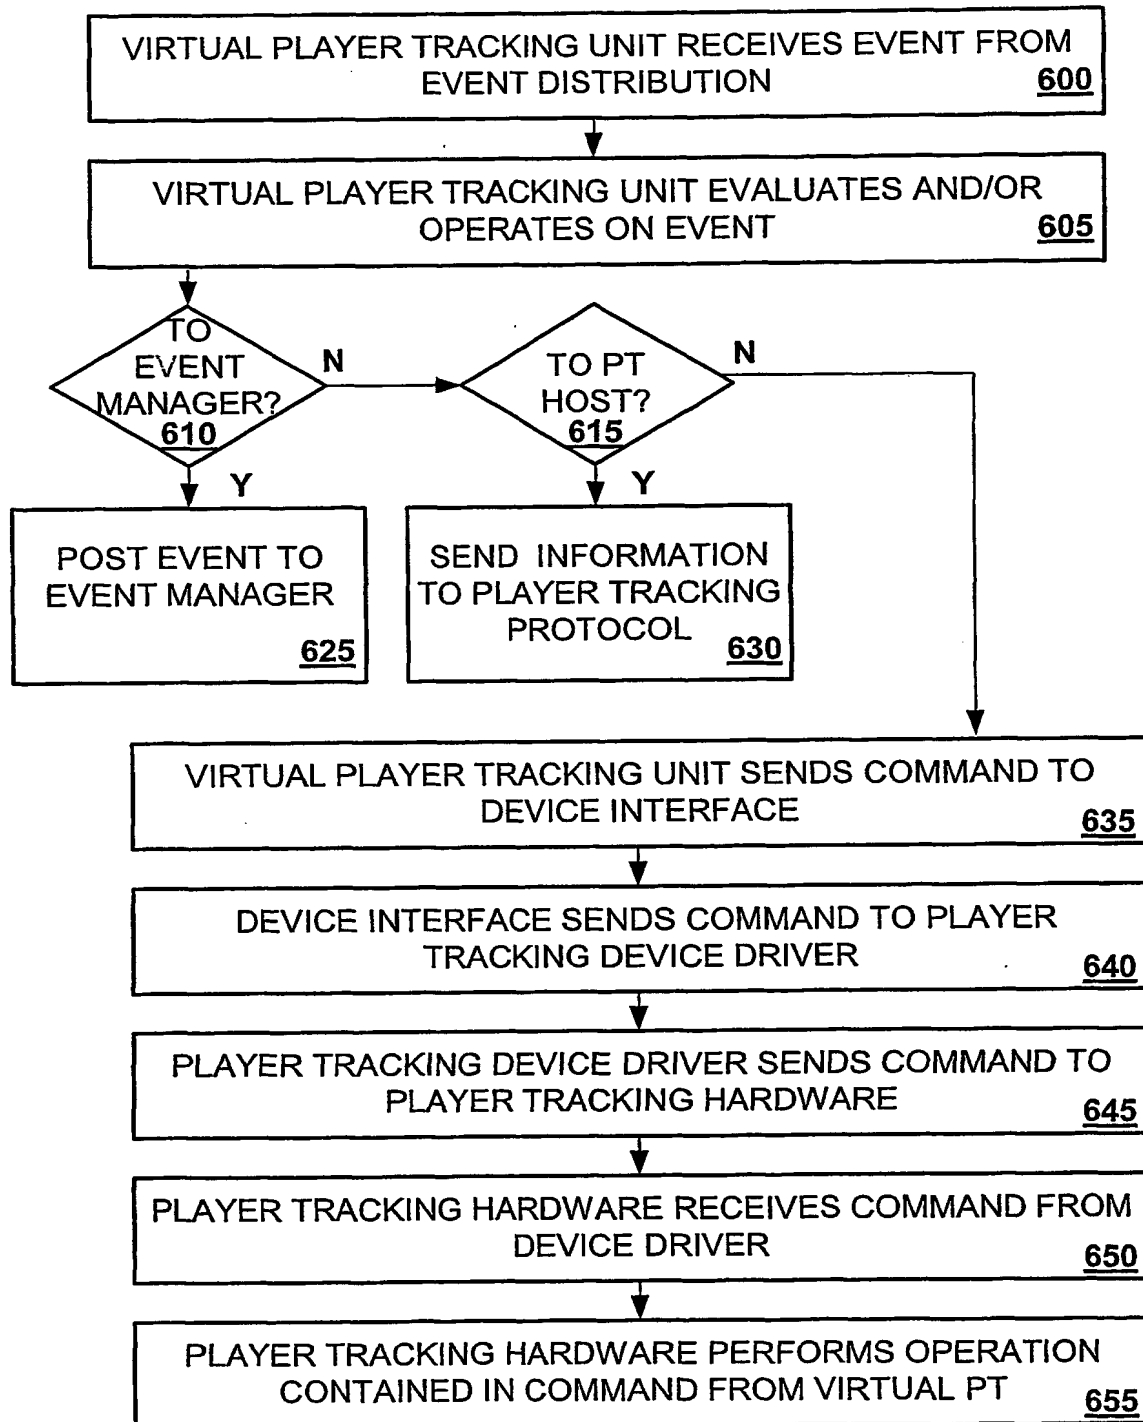 VIRTUAL PLAYER TRACKING UNIT RECEIVES EVENT FROM
EVENT DISTRIBUTION
600
VIRTUAL PLAYER TRACKING UNIT EVALUATES AND/OR
OPERATES ON EVENT
605
TO
EVENT
MANAGER?
610
N
Y
TO PT
HOST?
615
N
Y
POST EVENT TO
EVENT MANAGER
625
SEND INFORMATION
TO PLAYER TRACKING
PROTOCOL
630
VIRTUAL PLAYER TRACKING UNIT SENDS COMMAND TO
DEVICE INTERFACE
635
DEVICE INTERFACE SENDS COMMAND TO PLAYER
TRACKING DEVICE DRIVER
640
PLAYER TRACKING DEVICE DRIVER SENDS COMMAND TO
PLAYER TRACKING HARDWARE
645
PLAYER TRACKING HARDWARE RECEIVES COMMAND FROM
DEVICE DRIVER
650
PLAYER TRACKING HARDWARE PERFORMS OPERATION
CONTAINED IN COMMAND FROM VIRTUAL PT
655